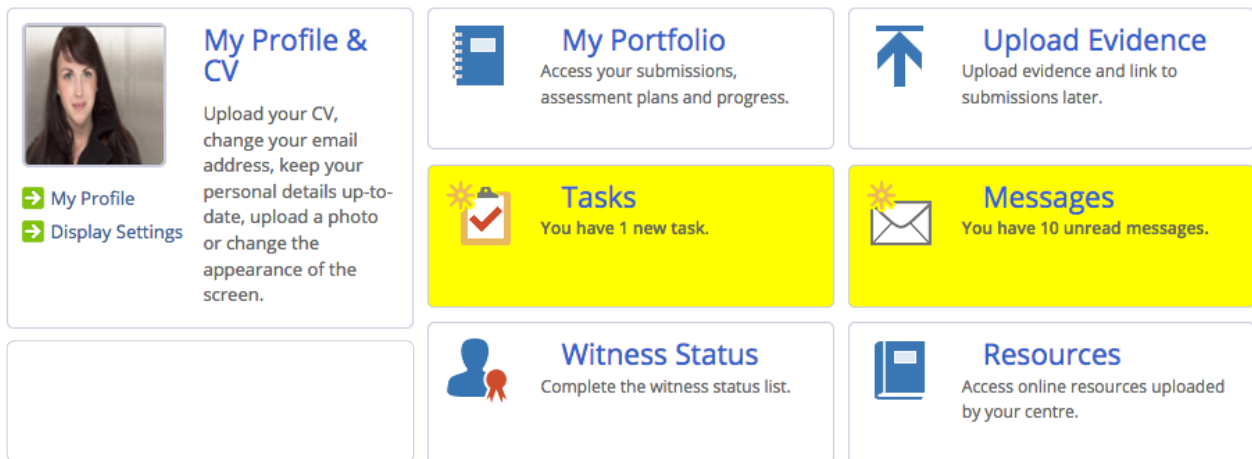 My Profile &
CV
Upload your CV,
change your email
address, keep your
personal details up-to-
date, upload a photo
or change the
appearance of the
screen.
My Profile
Display Settings
My Portfolio
Access your submissions,
assessment plans and progress.
Upload Evidence
Upload evidence and link to
submissions later.
Tasks
You have 1 new task.
Messages
You have 10 unread messages.
Witness Status
Complete the witness status list.
Resources
Access online resources uploaded
by your centre.